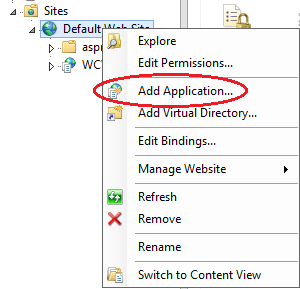 Sites
Default Web Site
Explore
asp
Edit Permissions...
WC
Add Application...
Add Virtual Directory...
Edit Bindings...
Manage Website
Refresh
Remove
Rename
Switch to Content View